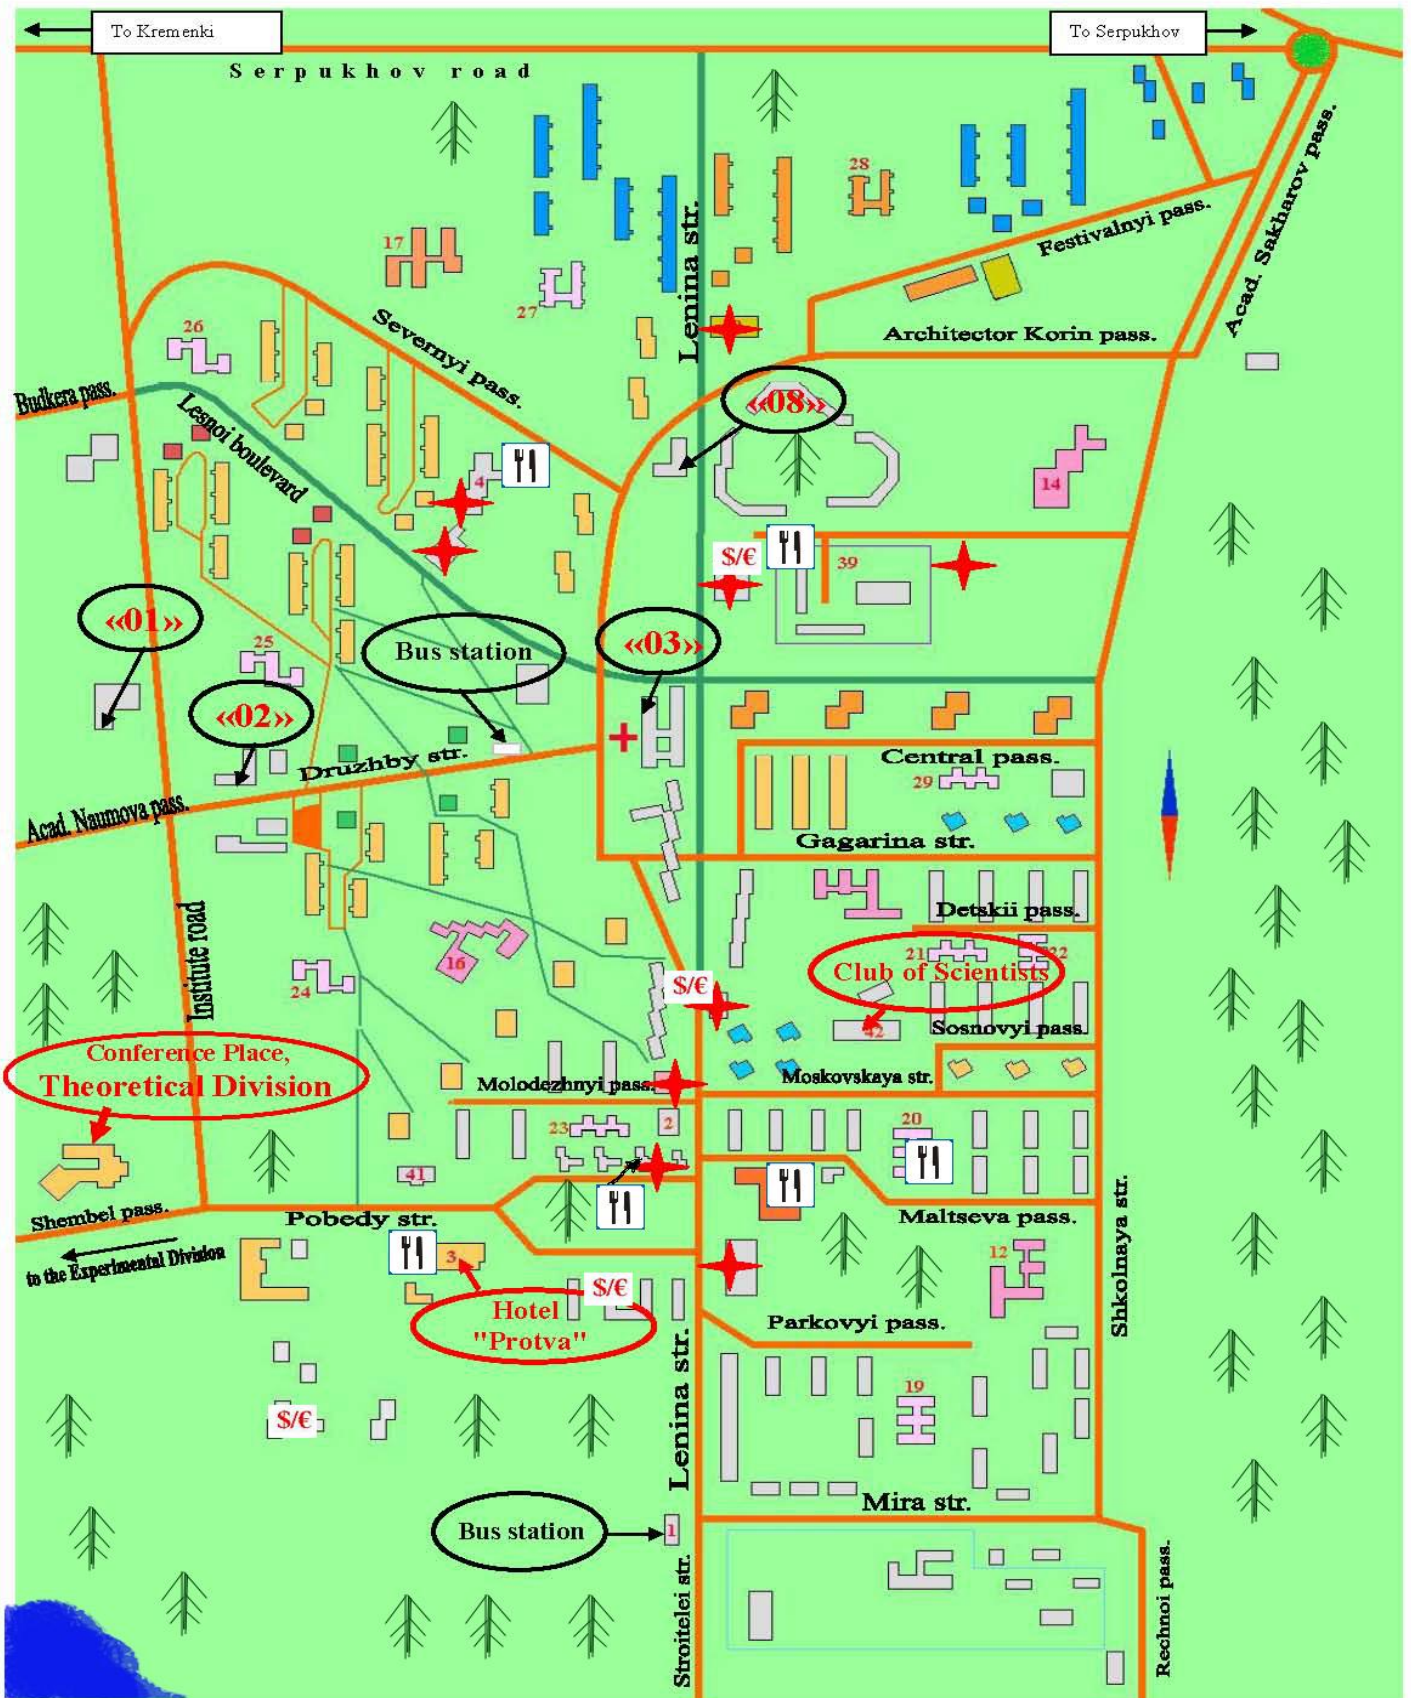 To Kremenki
To Serpukhov
Serpukhov road
Acad. Sakharov pass.
28
Lenina str.
Festivalnyi pass.
17
27
Severnyi pass.
Architector Korin pass.
26
Budkera pass.
Lesnoi boulevard
«08»
4
14
$/€
39
«01»
25
Bus station
«03»
«02»
Druzhby str.
Central pass.
29
Acad. Naumova pass.
Gagarina str.
Institute road
Detskii pass.
16
21
22
Club of Scientists
24
$/€
42
Sosnovyi pass.
Conference Place,
Theoretical Division
Molodezhnyi pass.
Moskovskaya str.
23
2
20
41
Shembel pass.
Pobedy str.
Maltseva pass.
Shkolnaya str.
to the Experimental Division
3
12
$/€
Hotel
"Protva"
Parkovyi pass.
Lenina str.
19
$/€
Mira str.
Bus station
1
Stroitelei str.
Rechnoi pass.